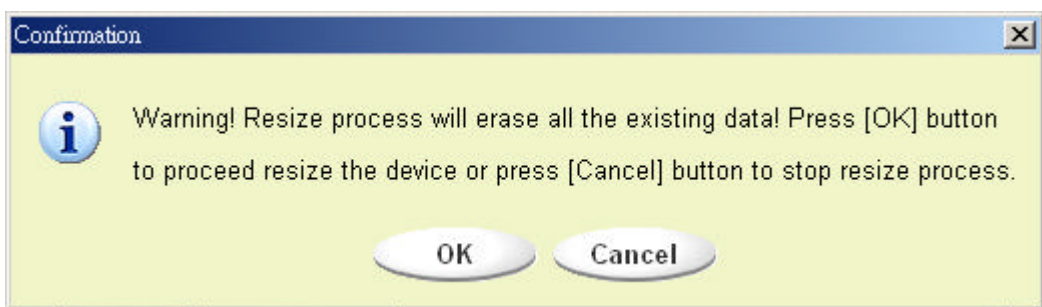 Confirmation
Warning! Resize process will erase all the existing data! Press [OK] button
to proceed resize the device or press [Cancel] button to stop resize process.
OK Cancel